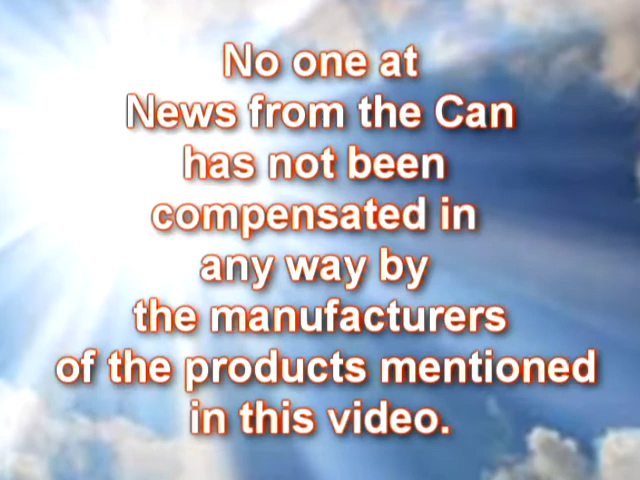 No one at
News from the Can
has not been
compensated in
any way by
the manufacturers
of the products mentioned
in this video.